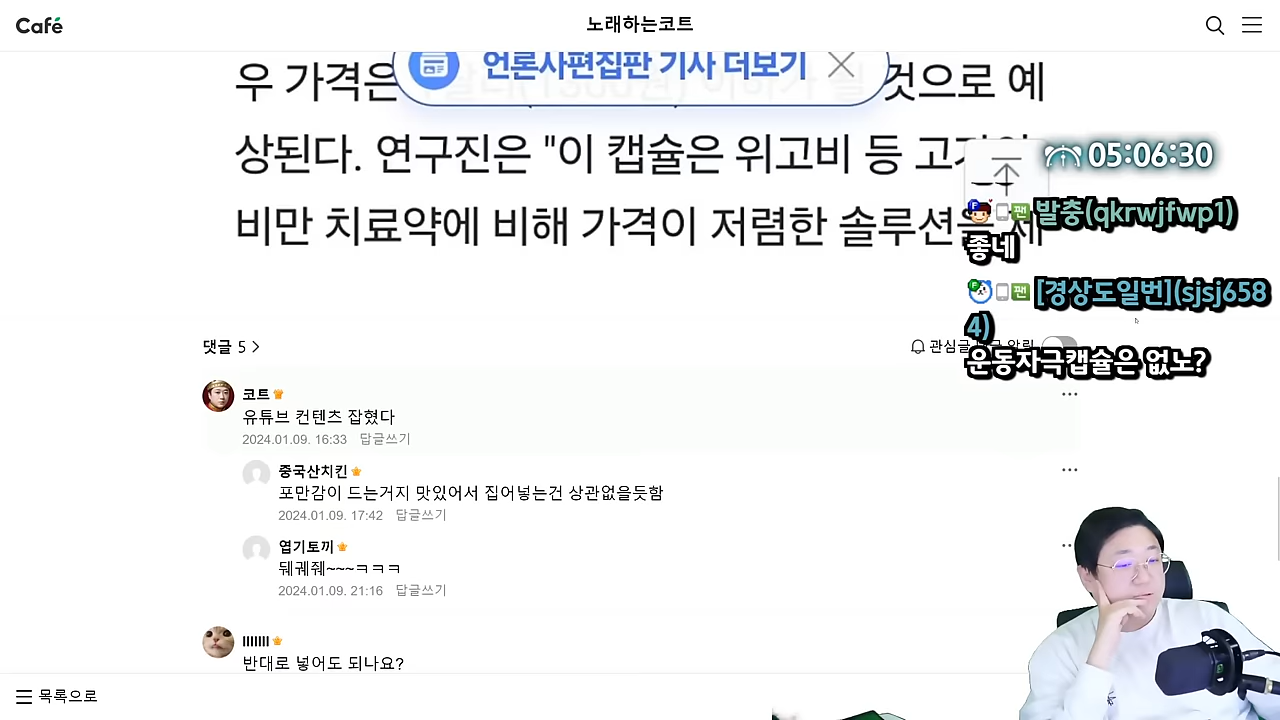 Café
노래하는코트
언론사편집판 기사 더보기
우 가격은
것으로 예
상된다. 연구진은 "이 캡슐은 위고비 등
비만 치료약에 비해 가격이 저렴한 솔루션을
05:06:30
팬 발충(qkrwjfwp1)
좋네
팬 [경상도일번](sjsj658
4)
운동자극캡슐은 없노?
댓글 5
관심글
코트
유튜브 컨텐츠 잡혔다
2024.01.09. 16:33 답글쓰기
중국산치킨
포만감이 드는거지 맛있어서 집어넣는건 상관없을듯함
2024.01.09. 17:42 답글쓰기
엽기토끼
뒈궤줴~~~ㅋㅋㅋ
2024.01.09. 21:16 답글쓰기
lllllll
반대로 넣어도 되나요?
목록으로